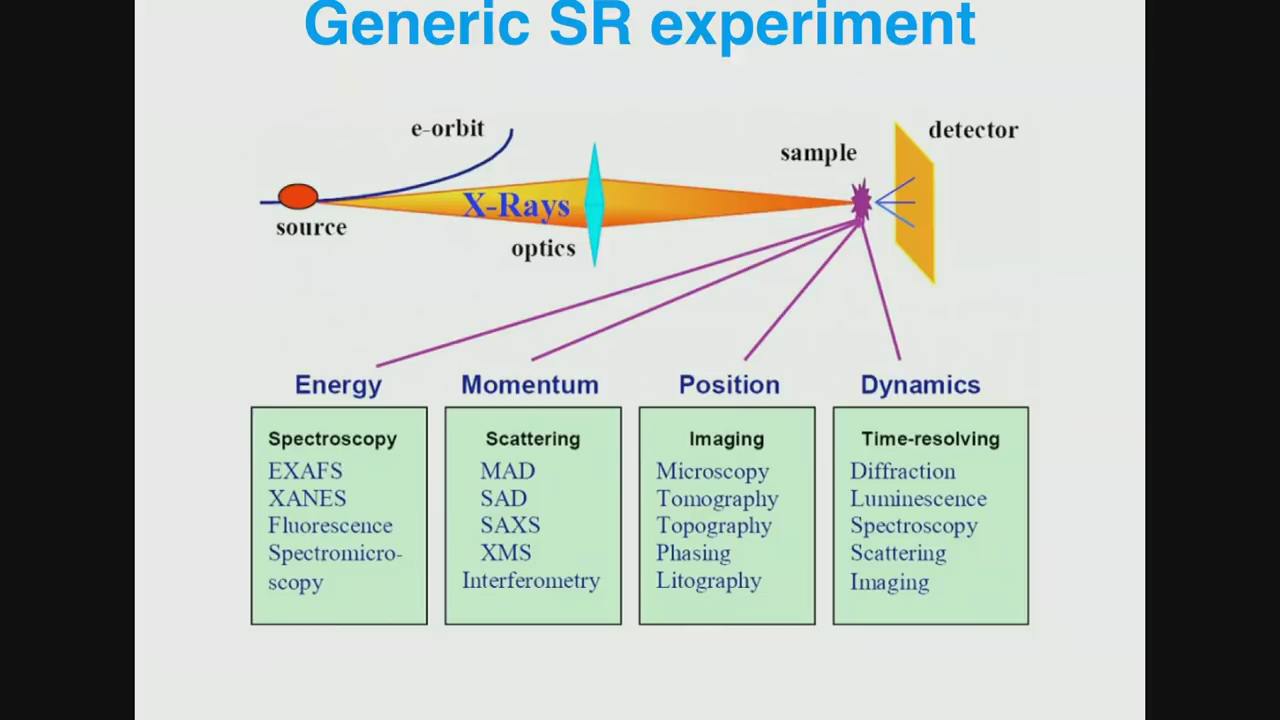 Generic SR experiment
e-orbit
detector
sample
X-Rays
source
optics
Energy
Momentum
Position
Dynamics
Spectroscopy
EXAFS
XANES
Fluorescence
Spectromicro-
scopy
Scattering
MAD
SAD
SAXS
XMS
Interferometry
Imaging
Microscopy
Tomography
Topography
Phasing
Litography
Time-resolving
Diffraction
Luminescence
Spectroscopy
Scattering
Imaging